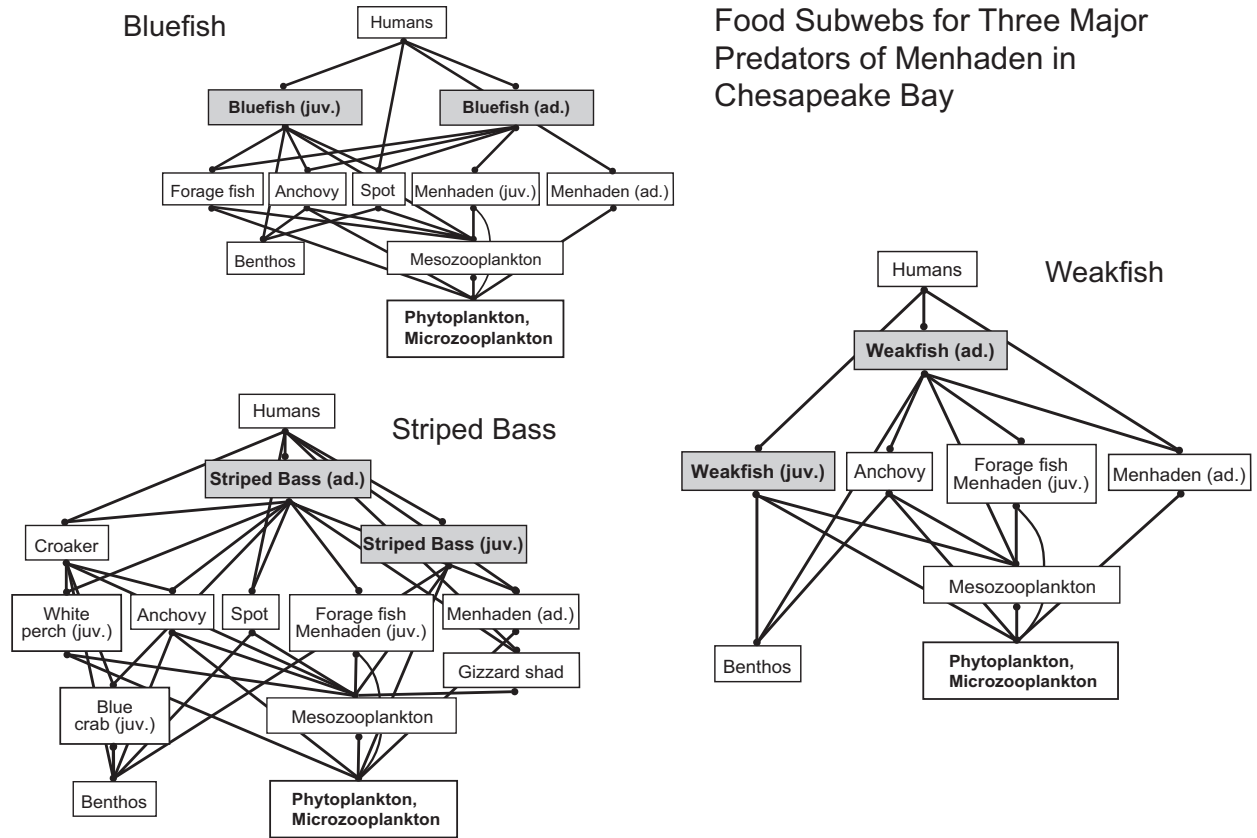 Bluefish
Food Subwebs for Three Major
Predators of Menhaden in
Chesapeake Bay
Humans
Bluefish (juv.)
Bluefish (ad.)
Forage fish
Anchovy
Spot
Menhaden (juv.)
Menhaden (ad.)
Benthos
Mesozooplankton
Phytoplankton,
Microzooplankton
Weakfish
Humans
Weakfish (ad.)
Weakfish (juv.)
Anchovy
Forage fish
Menhaden (juv.)
Menhaden (ad.)
Mesozooplankton
Benthos
Phytoplankton,
Microzooplankton
Striped Bass
Humans
Striped Bass (ad.)
Croaker
Striped Bass (juv.)
White
perch (juv.)
Anchovy
Spot
Forage fish
Menhaden (juv.)
Menhaden (ad.)
Gizzard shad
Blue
crab (juv.)
Mesozooplankton
Benthos
Phytoplankton,
Microzooplankton